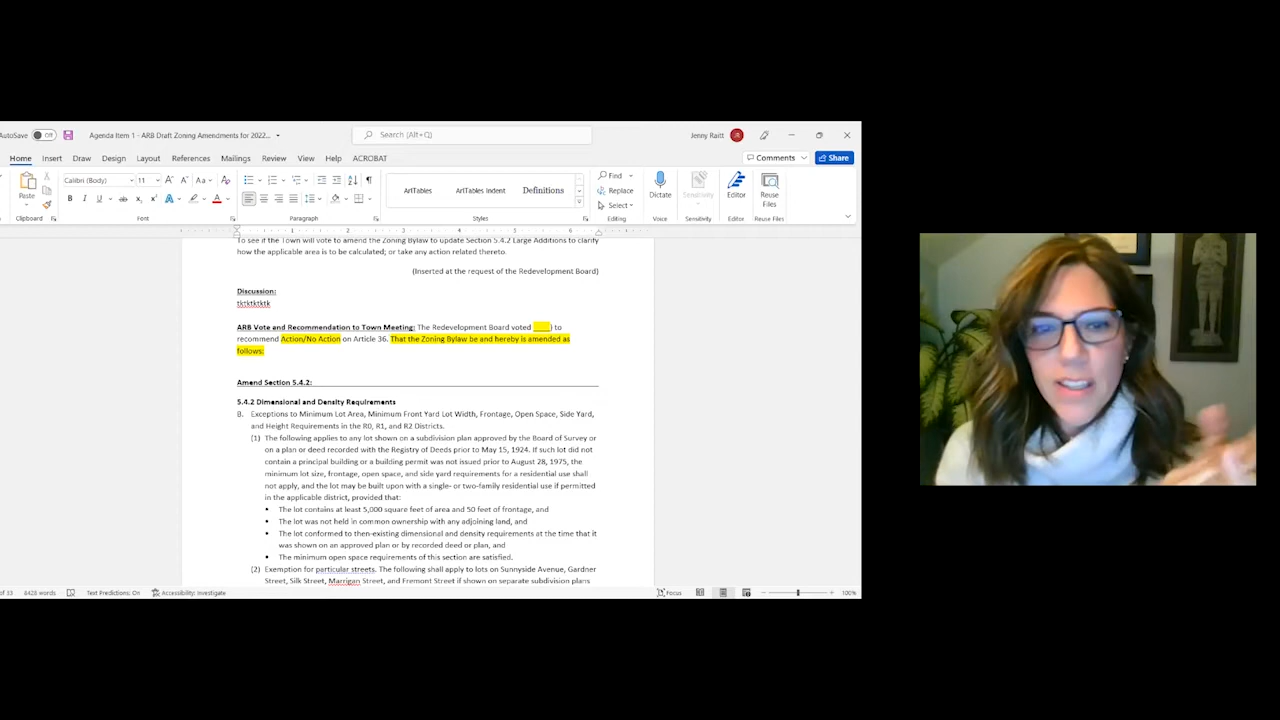 AutoSave Off Agenda Item 1 - ARB Draft Zoning Amendments for 2022... Search (Alt+Q) Jenny Raitt
Home Insert Draw Design Layout References Mailings Review View Help ACROBAT Comments Share
Paste Calibri (Body) 11 ArlTables ArlTables Indent Definitions Find Replace Select Dictate Sensitivity Editor Reuse Files
Clipboard Font Paragraph Styles Editing Voice Sensitivity Editor Reuse Files
1 2 3 4 5 6
To see if the Town will vote to amend the Zoning Bylaw to update Section 5.4.2 Large Additions to clarify
how the applicable area is to be calculated; or take any action related thereto.
(Inserted at the request of the Redevelopment Board)
Discussion:
tktktktktk
ARB Vote and Recommendation to Town Meeting: The Redevelopment Board voted ____) to
recommend Action/No Action on Article 36. That the Zoning Bylaw be and hereby is amended as
follows:
Amend Section 5.4.2:
5.4.2 Dimensional and Density Requirements
B. Exceptions to Minimum Lot Area, Minimum Front Yard Lot Width, Frontage, Open Space, Side Yard,
and Height Requirements in the R0, R1, and R2 Districts.
(1) The following applies to any lot shown on a subdivision plan approved by the Board of Survey or
on a plan or deed recorded with the Registry of Deeds prior to May 15, 1924. If such lot did not
contain a principal building or a building permit was not issued prior to August 28, 1975, the
minimum lot size, frontage, open space, and side yard requirements for a residential use shall
not apply, and the lot may be built upon with a single- or two-family residential use if permitted
in the applicable district, provided that:
• The lot contains at least 5,000 square feet of area and 50 feet of frontage, and
• The lot was not held in common ownership with any adjoining land, and
• The lot conformed to then-existing dimensional and density requirements at the time that it
was shown on an approved plan or by recorded deed or plan, and
• The minimum open space requirements of this section are satisfied.
(2) Exemption for particular streets. The following shall apply to lots on Sunnyside Avenue, Gardner
Street, Silk Street, Marrigan Street, and Fremont Street if shown on separate subdivision plans
of 33 8428 words Text Predictions: On Accessibility: Investigate Focus 100%